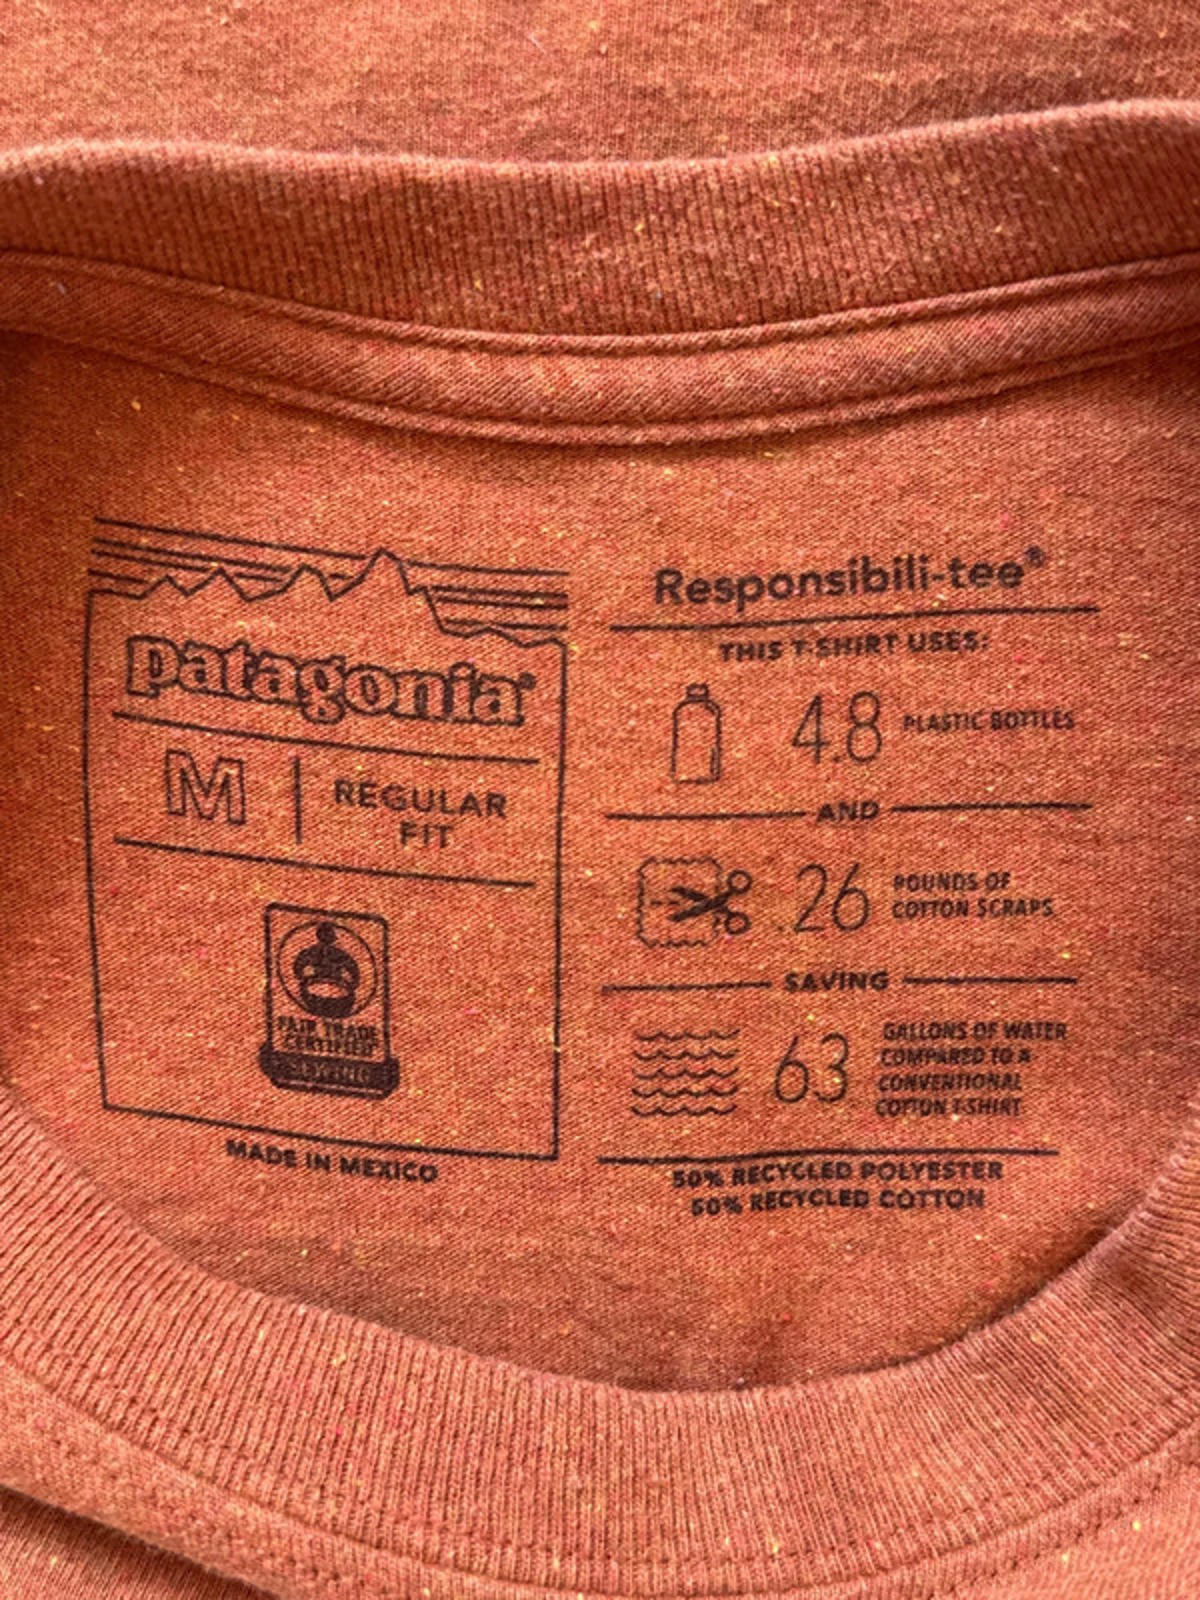 patagonia®
M
REGULAR
FIT
FAIR TRADE
CERTIFIED
MADE IN MEXICO
Responsibili-tee®
THIS T-SHIRT USES:
4.8 PLASTIC BOTTLES
AND
.26 POUNDS OF
COTTON SCRAPS
SAVING
63 GALLONS OF WATER
COMPARED TO A
CONVENTIONAL
COTTON T-SHIRT
50% RECYCLED POLYESTER
50% RECYCLED COTTON